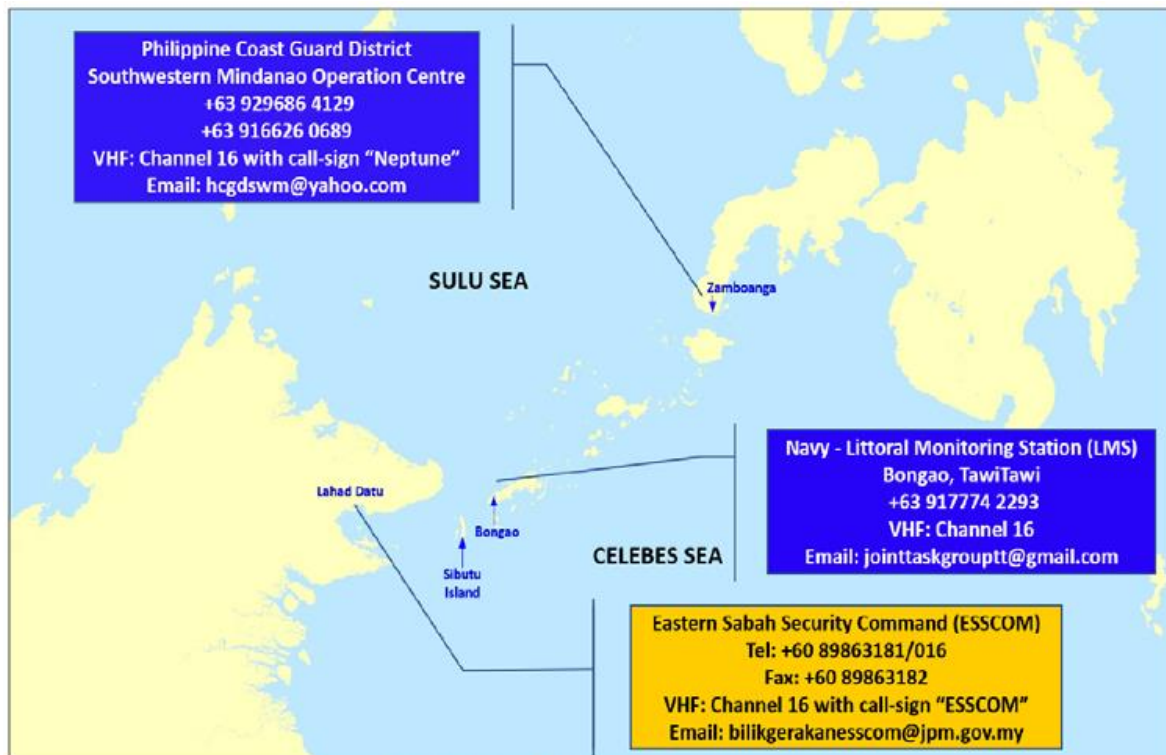 Philippine Coast Guard District
Southwestern Mindanao Operation Centre
+63 929686 4129
+63 916626 0689
VHF: Channel 16 with call-sign “Neptune”
Email: hcgdswm@yahoo.com
SULU SEA
Zamboanga
Navy - Littoral Monitoring Station (LMS)
Bongao, TawiTawi
+63 917774 2293
VHF: Channel 16
Email: jointtaskgrouptt@gmail.com
Lahad Datu
Bongao
CELEBES SEA
Sibutu
Island
Eastern Sabah Security Command (ESSCOM)
Tel: +60 89863181/016
Fax: +60 89863182
VHF: Channel 16 with call-sign “ESSCOM”
Email: bilikgerakanesscom@jpm.gov.my